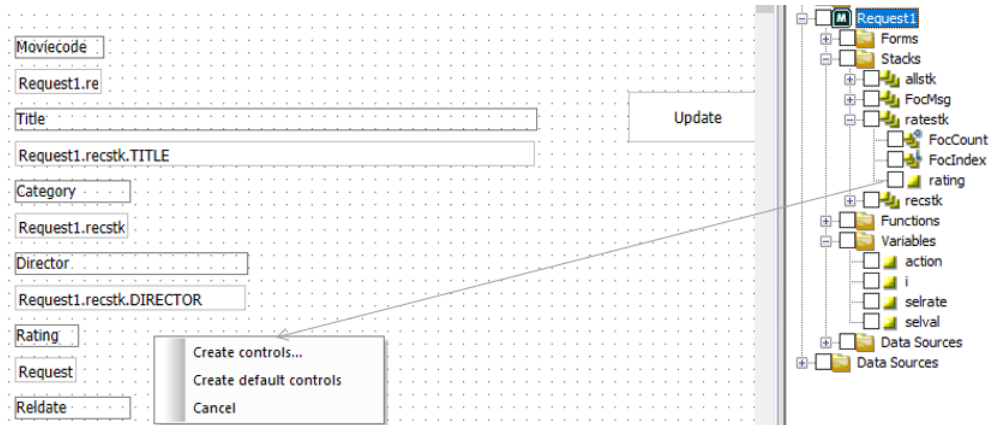 Moviecode
Request1.re
Title
Request1.recstk.TITLE
Update
Category
Request1.recstk
Director
Request1.recstk.DIRECTOR
Rating
Request
Reldate
Create controls...
Create default controls
Cancel
Request1
Forms
Stacks
allstk
FocMsg
ratestk
FocCount
FocIndex
rating
recstk
Functions
Variables
action
i
selrate
selval
Data Sources
Data Sources